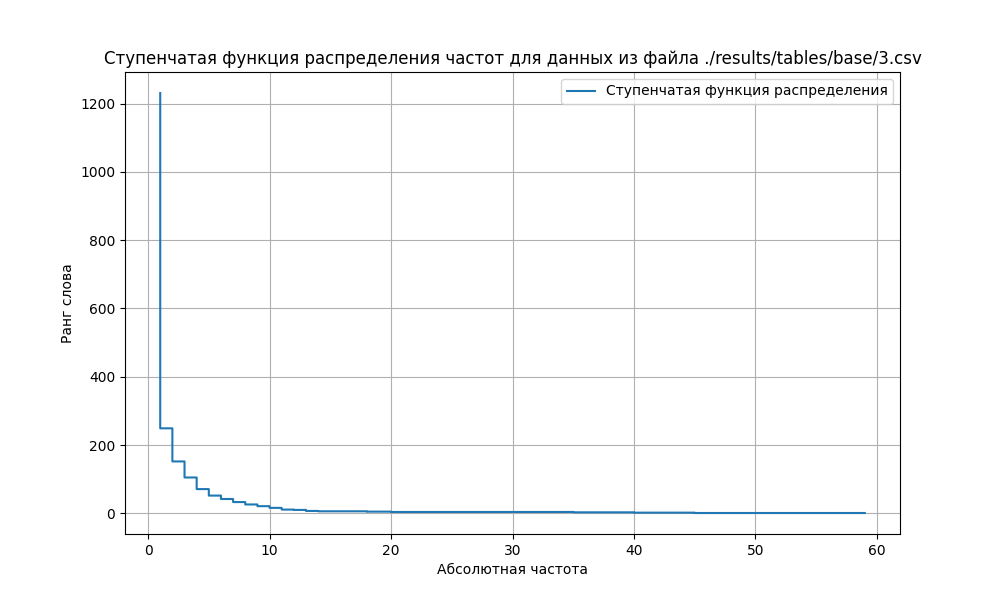 Ступенчатая функция распределения частот для данных из файла ./results/tables/base/3.csv
Ступенчатая функция распределения
1200
1000
800
600
400
200
0
Ранг слова
0 10 20 30 40 50 60
Абсолютная частота